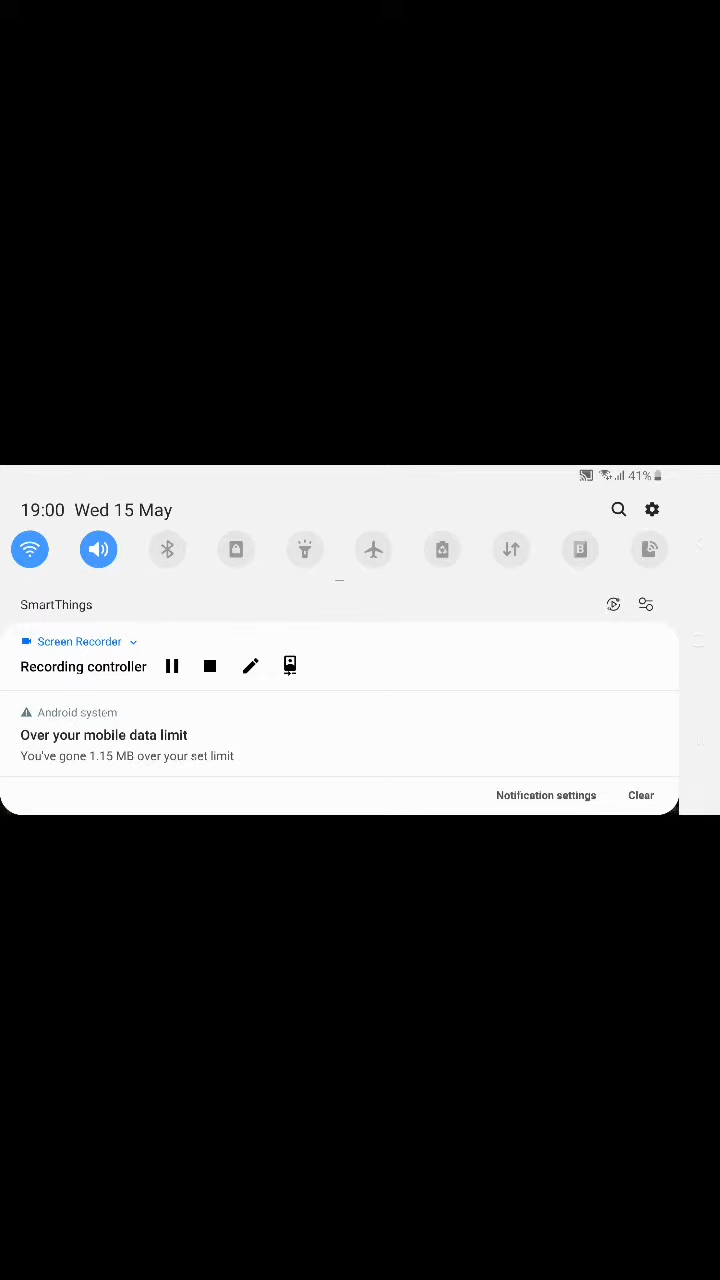 41%
19:00 Wed 15 May
B
SmartThings
Screen Recorder
Recording controller
Android system
Over your mobile data limit
You've gone 1.15 MB over your set limit
Notification settings Clear